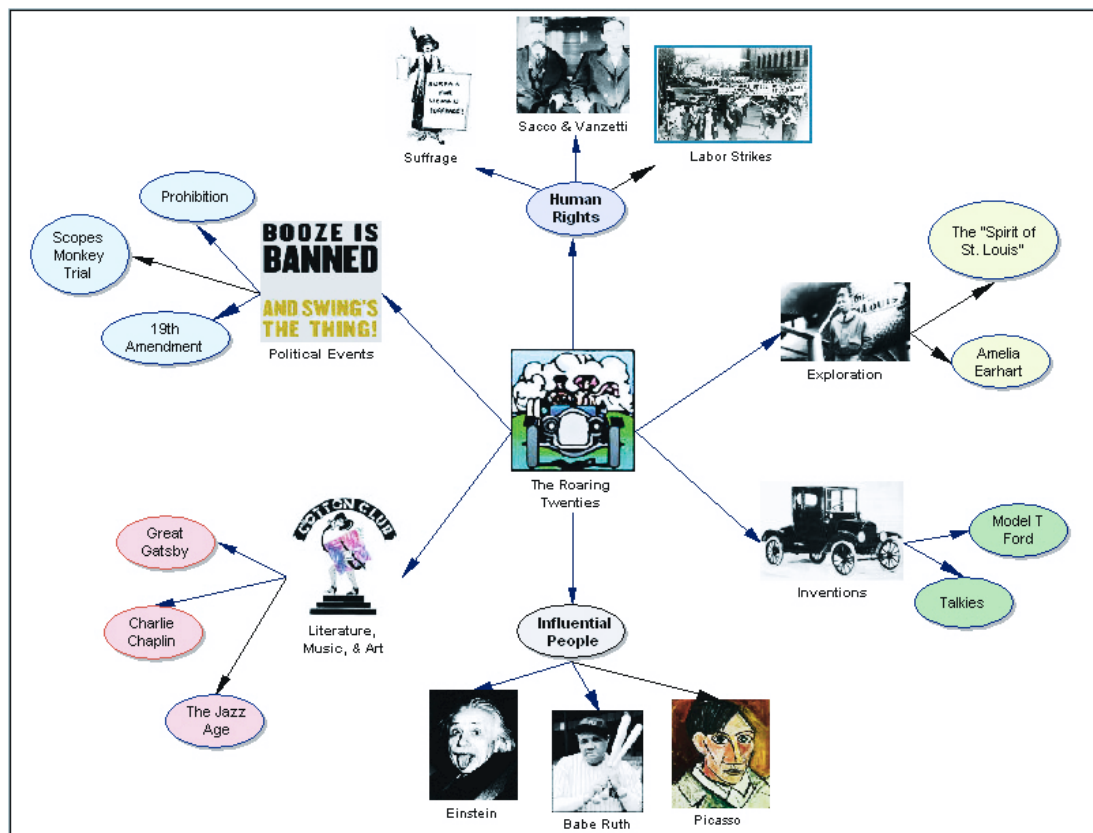 SUFFRAGE!
Suffrage
Sacco & Vanzetti
Labor Strikes
Human
Rights
Prohibition
Scopes
Monkey
Trial
19th
Amendment
BOOZE IS
BANNED
AND SWING'S
THE THING!
Political Events
The "Spirit of
St. Louis"
Amelia
Earhart
LOUIS
Exploration
The Roaring
Twenties
Model T
Ford
Talkies
Inventions
COTTON CLUB
Literature,
Music, & Art
Great
Gatsby
Charlie
Chaplin
The Jazz
Age
Influential
People
Einstein
Babe Ruth
Picasso